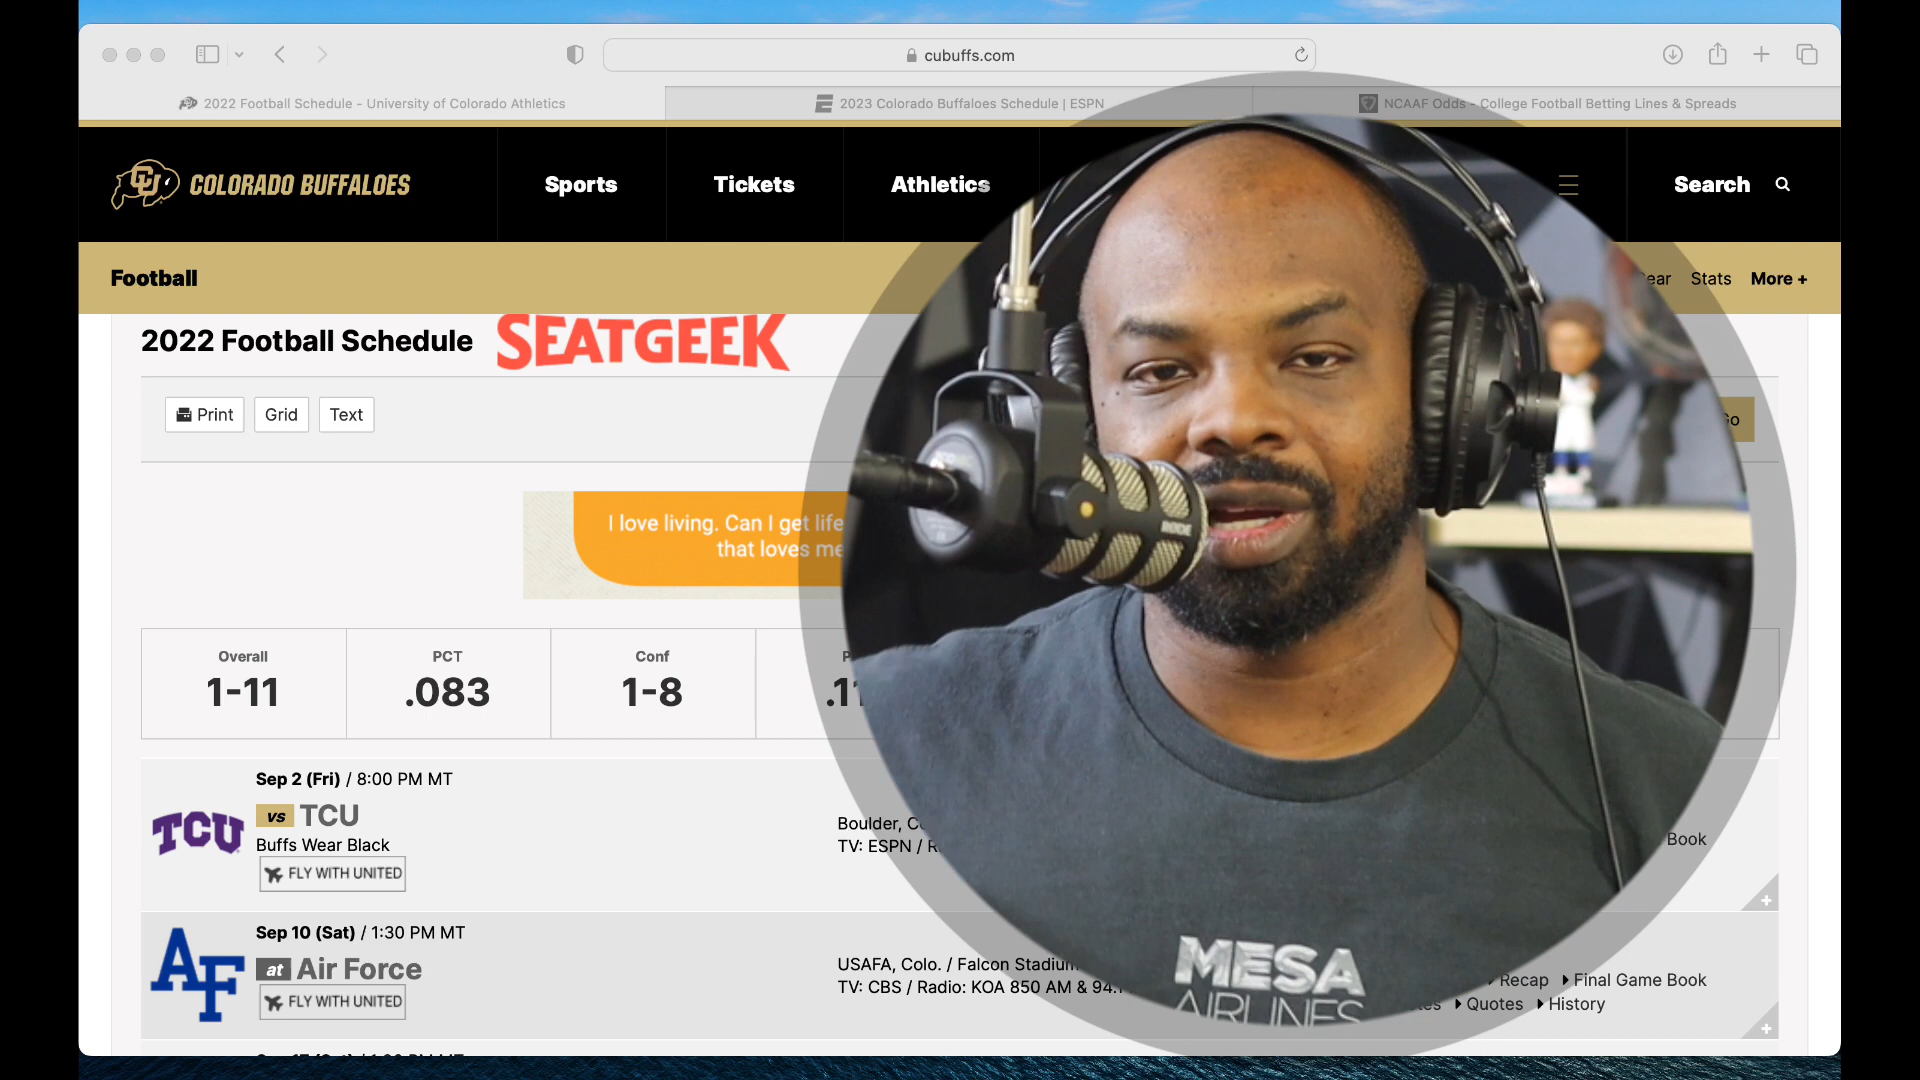 cubuffs.com
2022 Football Schedule - University of Colorado Athletics
2023 Colorado Buffaloes Schedule | ESPN
NCAAF Odds - College Football Betting Lines & Spreads
CU COLORADO BUFFALOES
Sports
Tickets
Athletics
Search
Football
Stats
More +
2022 Football Schedule
SEATGEEK
Print
Grid
Text
I love living. Can I get life
that loves me
Overall
PCT
Conf
1-11
.083
1-8
Sep 2 (Fri) / 8:00 PM MT
TCU
vs TCU
Buffs Wear Black
FLY WITH UNITED
Boulder,
TV: ESPN /
Book
Sep 10 (Sat) / 1:30 PM MT
AF
at Air Force
FLY WITH UNITED
USAFA, Colo. / Falcon Stadium
TV: CBS / Radio: KOA 850 AM & 94.1
Recap
Final Game Book
Quotes
History
MESA
AIRLINES